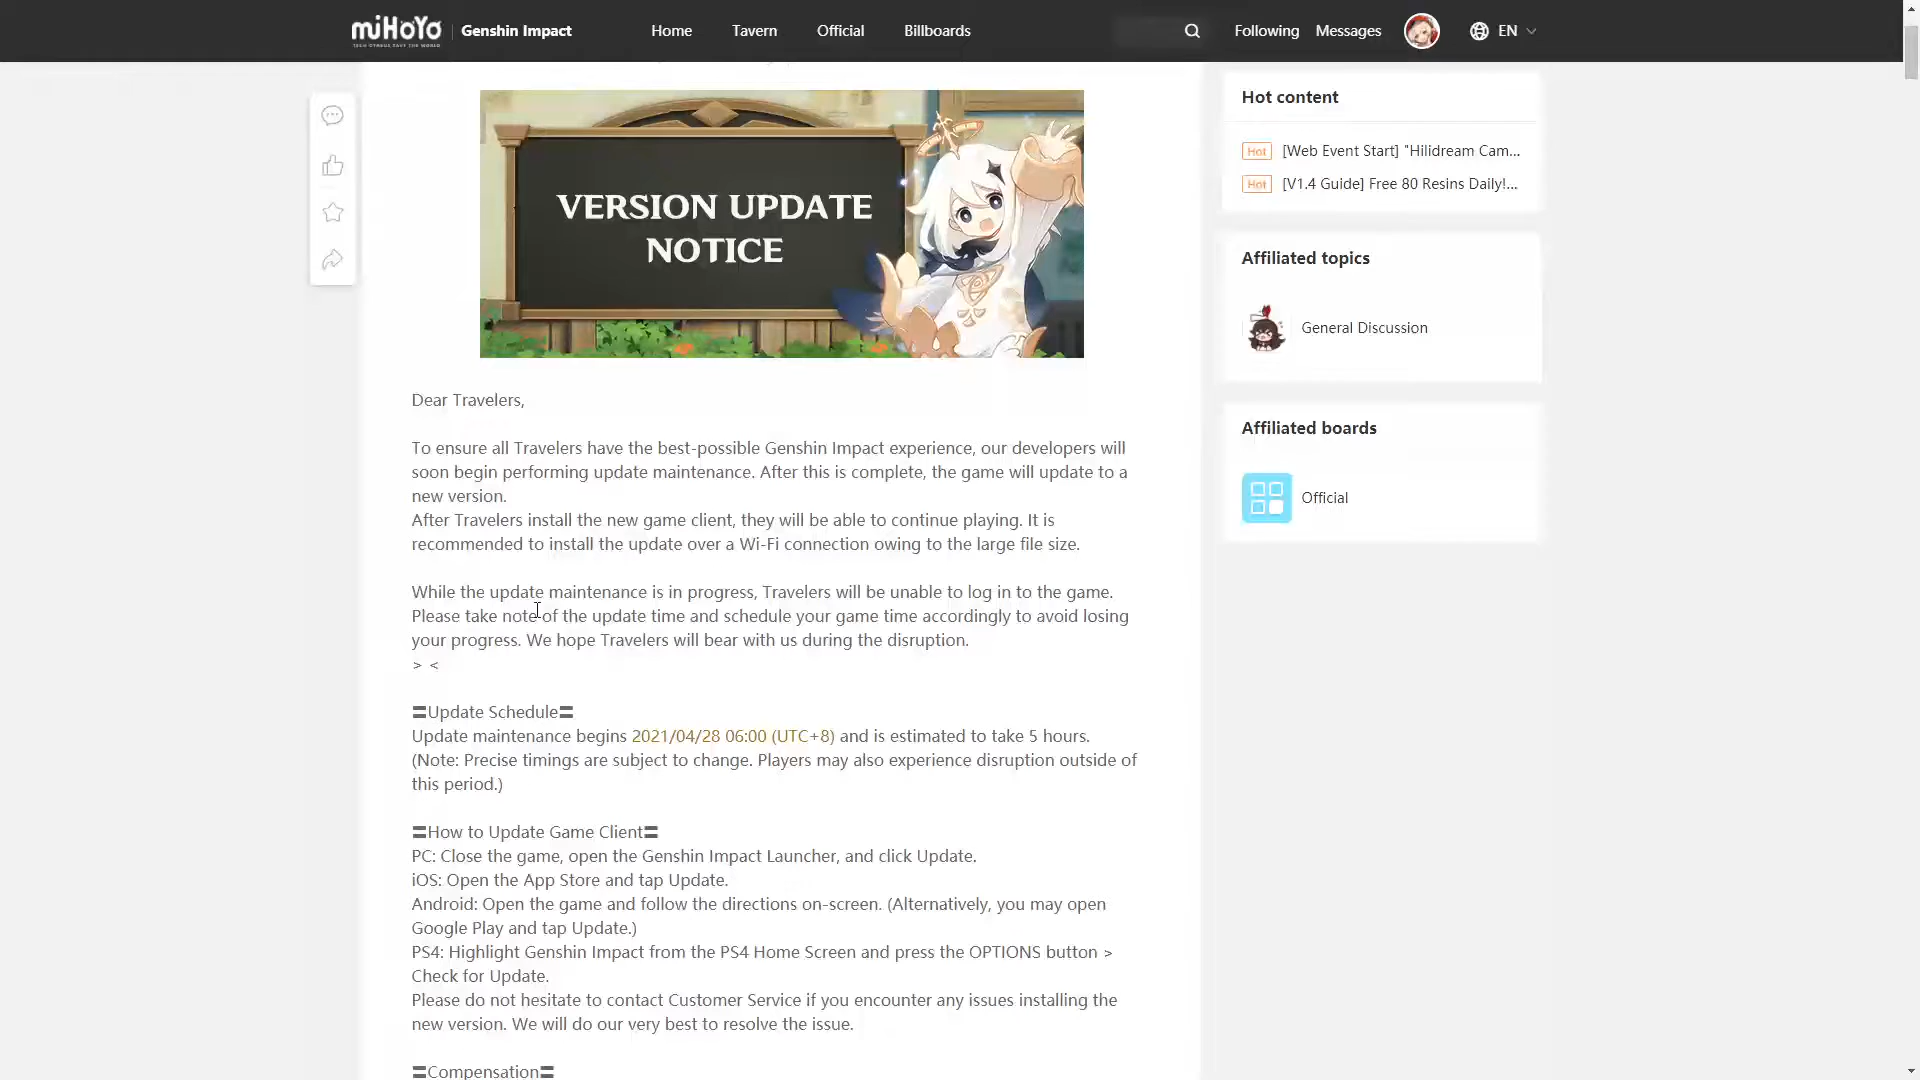 miHoYo
TECH OTAKUS SAVE THE WORLD
Genshin Impact
Home
Tavern
Official
Billboards
Following
Messages
EN
VERSION UPDATE
NOTICE
Dear Travelers,
To ensure all Travelers have the best-possible Genshin Impact experience, our developers will
soon begin performing update maintenance. After this is complete, the game will update to a
new version.
After Travelers install the new game client, they will be able to continue playing. It is
recommended to install the update over a Wi-Fi connection owing to the large file size.
While the update maintenance is in progress, Travelers will be unable to log in to the game.
Please take note of the update time and schedule your game time accordingly to avoid losing
your progress. We hope Travelers will bear with us during the disruption.
> <
〓Update Schedule〓
Update maintenance begins 2021/04/28 06:00 (UTC+8) and is estimated to take 5 hours.
(Note: Precise timings are subject to change. Players may also experience disruption outside of
this period.)
〓How to Update Game Client〓
PC: Close the game, open the Genshin Impact Launcher, and click Update.
iOS: Open the App Store and tap Update.
Android: Open the game and follow the directions on-screen. (Alternatively, you may open
Google Play and tap Update.)
PS4: Highlight Genshin Impact from the PS4 Home Screen and press the OPTIONS button >
Check for Update.
Please do not hesitate to contact Customer Service if you encounter any issues installing the
new version. We will do our very best to resolve the issue.
〓Compensation〓
Hot content
Hot [Web Event Start] "Hilidream Cam...
Hot [V1.4 Guide] Free 80 Resins Daily!...
Affiliated topics
General Discussion
Affiliated boards
Official